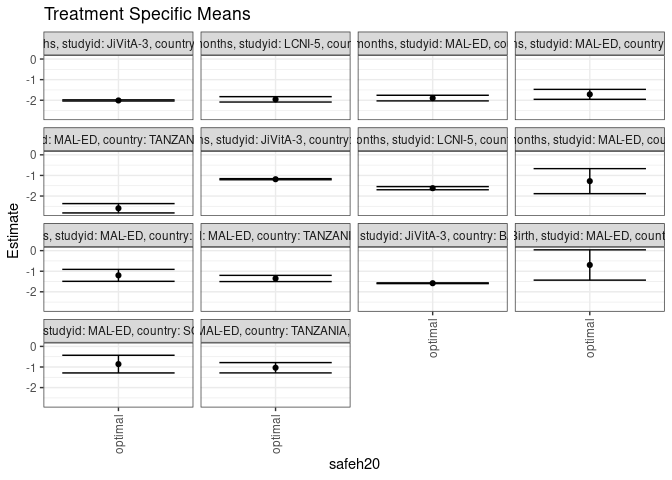 Treatment Specific Means
hs, studyid: JiVitA-3, country
onths, studyid: LCNI-5, coun
months, studyid: MAL-ED, co
hs, studyid: MAL-ED, country
0
-1
-2
d: MAL-ED, country: TANZAN
hs, studyid: JiVitA-3, country:
months, studyid: LCNI-5, count
months, studyid: MAL-ED, coun
0
-1
-2
s, studyid: MAL-ED, country:
: MAL-ED, country: TANZANI
studyid: JiVitA-3, country: B
Birth, studyid: MAL-ED, count
0
-1
-2
studyid: MAL-ED, country: SO
MAL-ED, country: TANZANIA,
0
-1
-2
Estimate
optimal
optimal
optimal
optimal
safeh20